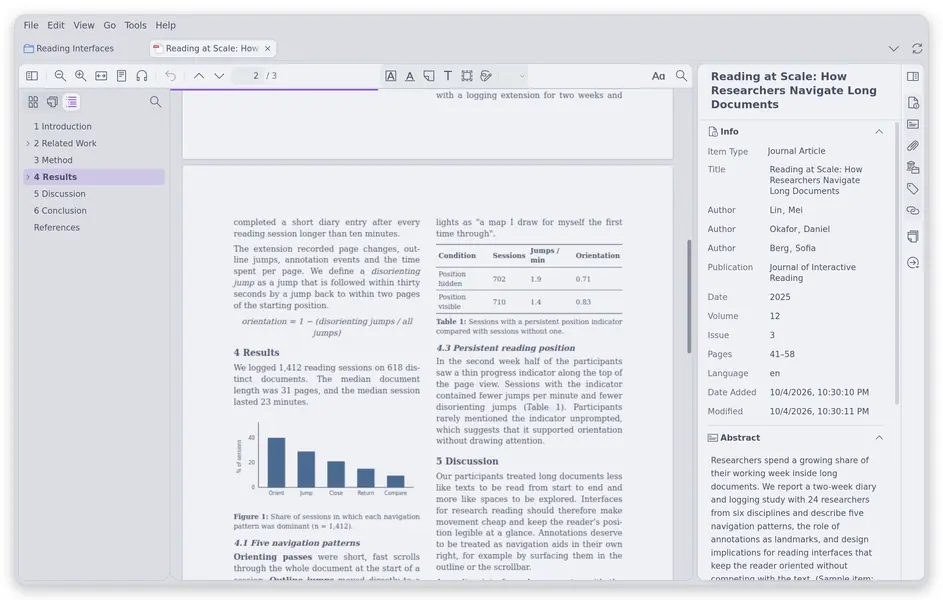 File Edit View Go Tools Help
Reading Interfaces
Reading at Scale: How
2 / 3
Aa
1 Introduction
2 Related Work
3 Method
4 Results
5 Discussion
6 Conclusion
References
with a logging extension for two weeks and
completed a short diary entry after every
reading session longer than ten minutes.
The extension recorded page changes, out-
line jumps, annotation events and the time
spent per page. We define a disorienting
jump as a jump that is followed within thirty
seconds by a jump back to within two pages
of the starting position.
orientation = 1 − (disorienting jumps / all
jumps)
4 Results
We logged 1,412 reading sessions on 618 dis-
tinct documents. The median document
length was 31 pages, and the median session
lasted 23 minutes.
% of sessions
40
20
0
Orient Jump Close Return Compare
Figure 1: Share of sessions in which each navigation
pattern was dominant (n = 1,412).
4.1 Five navigation patterns
Orienting passes were short, fast scrolls
through the whole document at the start of a
session. Outline jumps moved directly to a
lights as "a map I draw for myself the first
time through".
Condition Sessions Jumps / min Orientation
Position hidden 702 1.9 0.71
Position visible 710 1.4 0.83
Table 1: Sessions with a persistent position indicator
compared with sessions without one.
4.3 Persistent reading position
In the second week half of the participants
saw a thin progress indicator along the top of
the page view. Sessions with the indicator
contained fewer jumps per minute and fewer
disorienting jumps (Table 1). Participants
rarely mentioned the indicator unprompted,
which suggests that it supported orientation
without drawing attention.
5 Discussion
Our participants treated long documents less
like texts to be read from start to end and
more like spaces to be explored. Interfaces
for research reading should therefore make
movement cheap and keep the reader's posi-
tion legible at a glance. Annotations deserve
to be treated as navigation aids in their own
right, for example by surfacing them in the
outline or the scrollbar.
Reading at Scale: How
Researchers Navigate Long
Documents
Info
Item Type Journal Article
Title Reading at Scale: How
Researchers Navigate
Long Documents
Author Lin, Mei
Author Okafor, Daniel
Author Berg, Sofia
Publication Journal of Interactive
Reading
Date 2025
Volume 12
Issue 3
Pages 41–58
Language en
Date Added 10/4/2026, 10:30:10 PM
Modified 10/4/2026, 10:30:11 PM
Abstract
Researchers spend a growing share of
their working week inside long
documents. We report a two-week diary
and logging study with 24 researchers
from six disciplines and describe five
navigation patterns, the role of
annotations as landmarks, and design
implications for reading interfaces that
keep the reader oriented without
competing with the text. (Sample item: